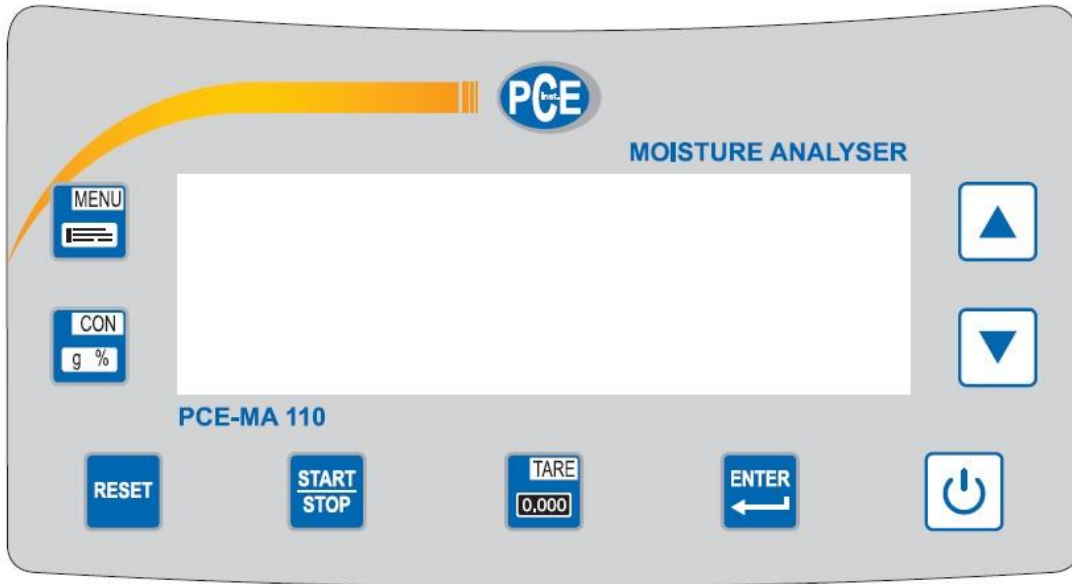 PCE
Inst.
MOISTURE ANALYSER
MENU
CON
g %
PCE-MA 110
RESET
START
STOP
TARE
0.000
ENTER